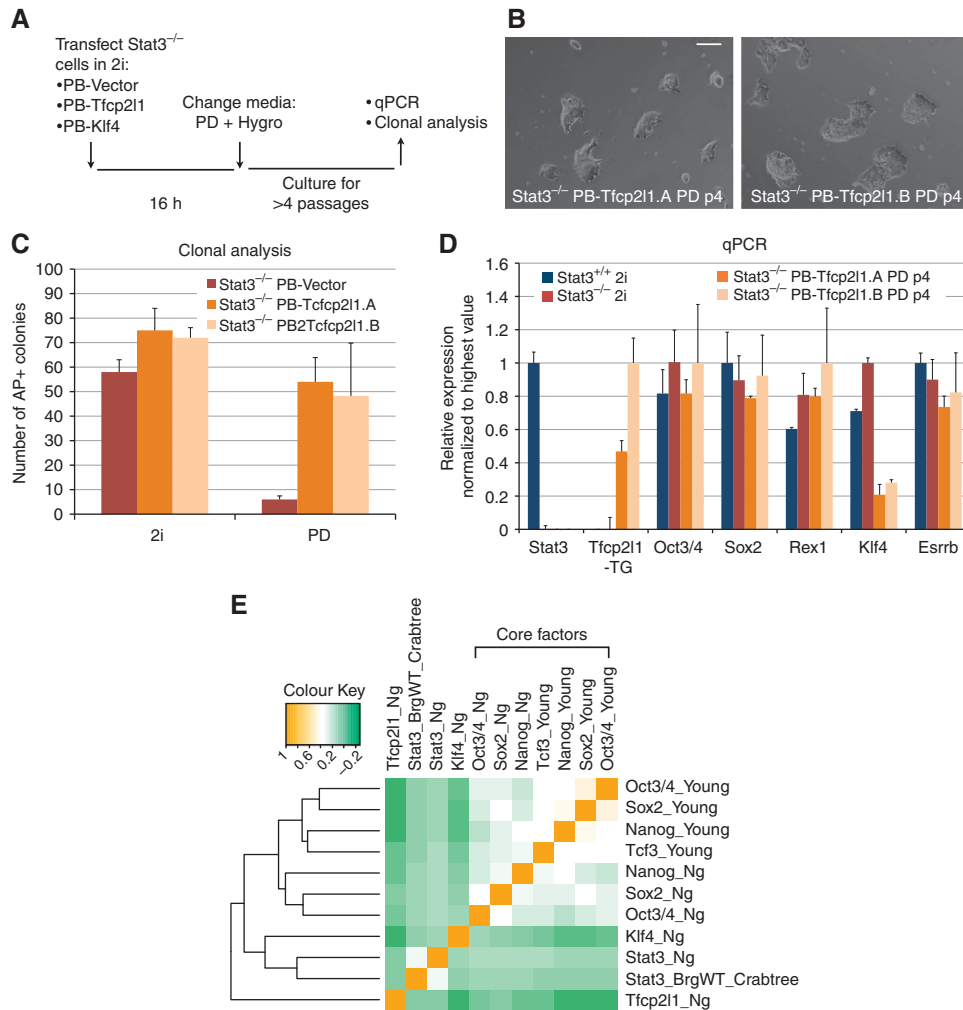 A
Transfect Stat3–/–
cells in 2i:
•PB-Vector
•PB-Tfcp2l1
•PB-Klf4
Change media:
PD + Hygro
• qPCR
• Clonal analysis
16 h
Culture for
>4 passages
B
Stat3–/– PB-Tfcp2l1.A PD p4
Stat3–/– PB-Tfcp2l1.B PD p4
C
Clonal analysis
Number of AP+ colonies
100
90
80
70
60
50
40
30
20
10
0
Stat3–/– PB-Vector
Stat3–/– PB-Tcfcp2l1.A
Stat3–/– PB2Tcfcp2l1.B
2i
PD
D
qPCR
Relative expression
normalized to highest value
1.6
1.4
1.2
1
0.8
0.6
0.4
0.2
0
Stat3+/+ 2i
Stat3–/– 2i
Stat3–/– PB-Tfcp2l1.A PD p4
Stat3–/– PB-Tfcp2l1.B PD p4
Stat3
Tfcp2l1
-TG
Oct3/4
Sox2
Rex1
Klf4
Esrrb
E
Colour Key
1
0.6
0.2
–0.2
Core factors
Tfcp2l1_Ng
Stat3_BrgWT_Crabtree
Stat3_Ng
Klf4_Ng
Oct3/4_Ng
Sox2_Ng
Nanog_Ng
Tcf3_Young
Nanog_Young
Sox2_Young
Oct3/4_Young
Oct3/4_Young
Sox2_Young
Nanog_Young
Tcf3_Young
Nanog_Ng
Sox2_Ng
Oct3/4_Ng
Klf4_Ng
Stat3_Ng
Stat3_BrgWT_Crabtree
Tfcp2l1_Ng